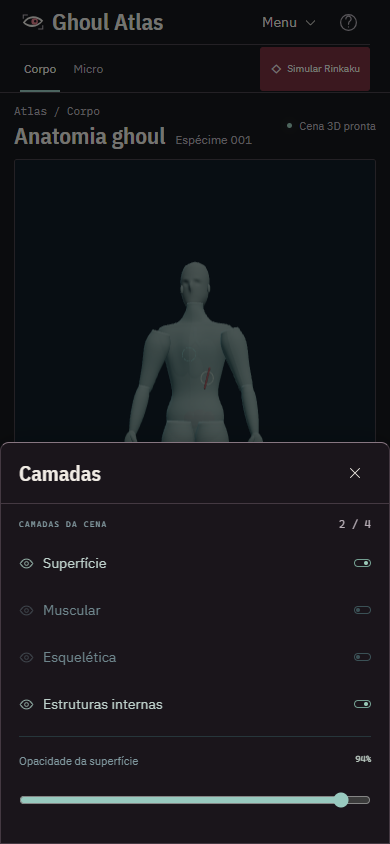 Ghoul Atlas
Menu
Corpo
Micro
Simular Rinkaku
Atlas / Corpo
Anatomia ghoul
Espécime 001
Cena 3D pronta
Camadas
CAMADAS DA CENA
2 / 4
Superfície
Muscular
Esquelética
Estruturas internas
Opacidade da superfície
94%